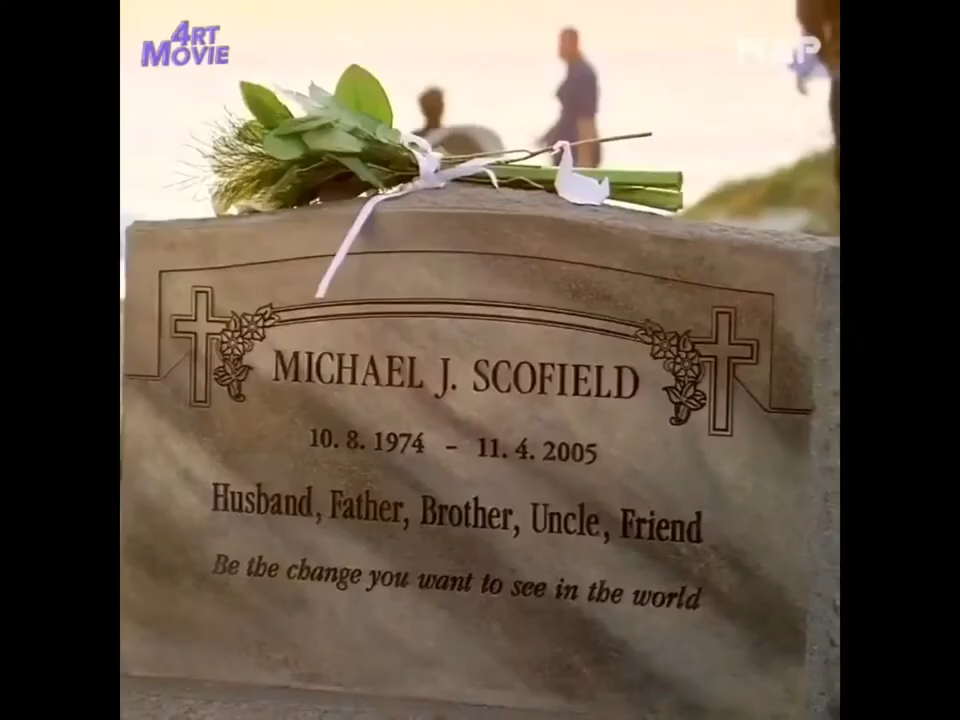 4RT
MOVIE
MICHAEL J. SCOFIELD
10. 8. 1974 - 11. 4. 2005
Husband, Father, Brother, Uncle, Friend
Be the change you want to see in the world